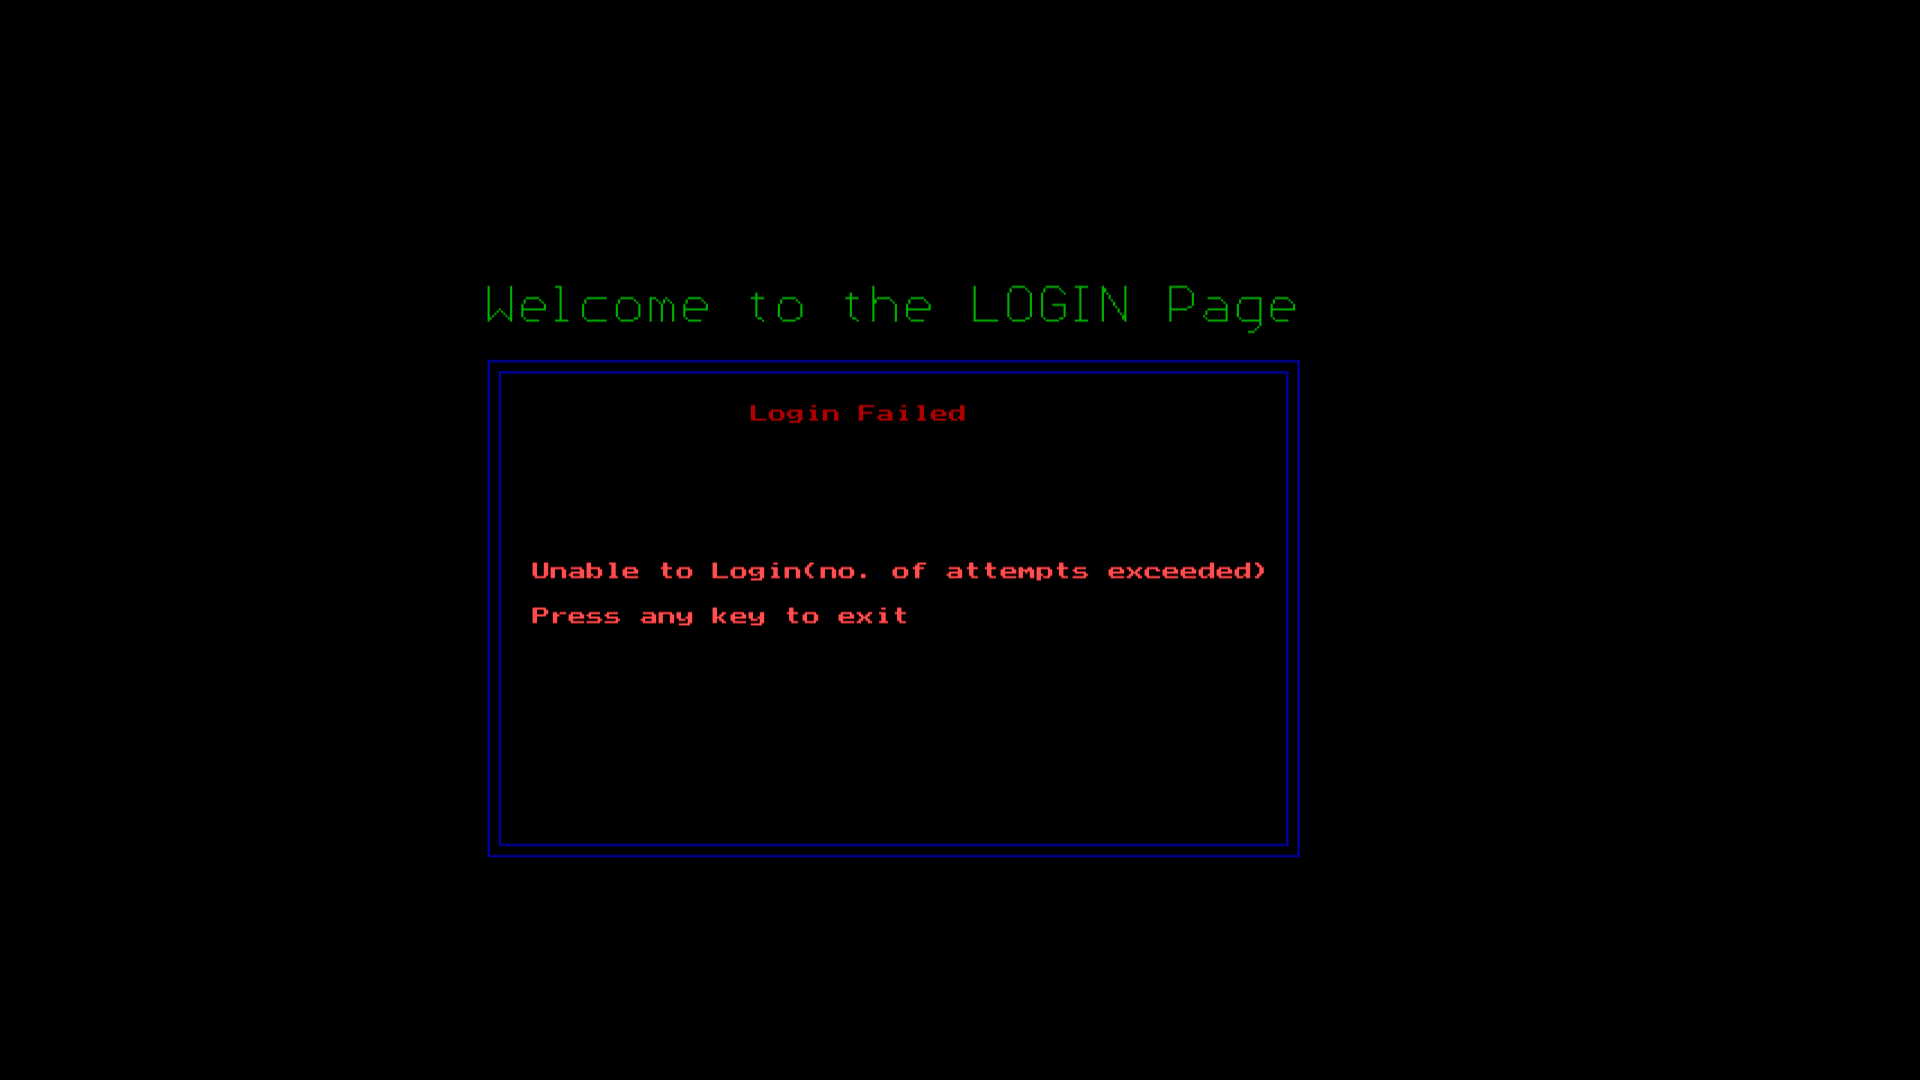 Welcome to the LOGIN Page
Login Failed
Unable to Login(no. of attempts exceeded)
Press any key to exit